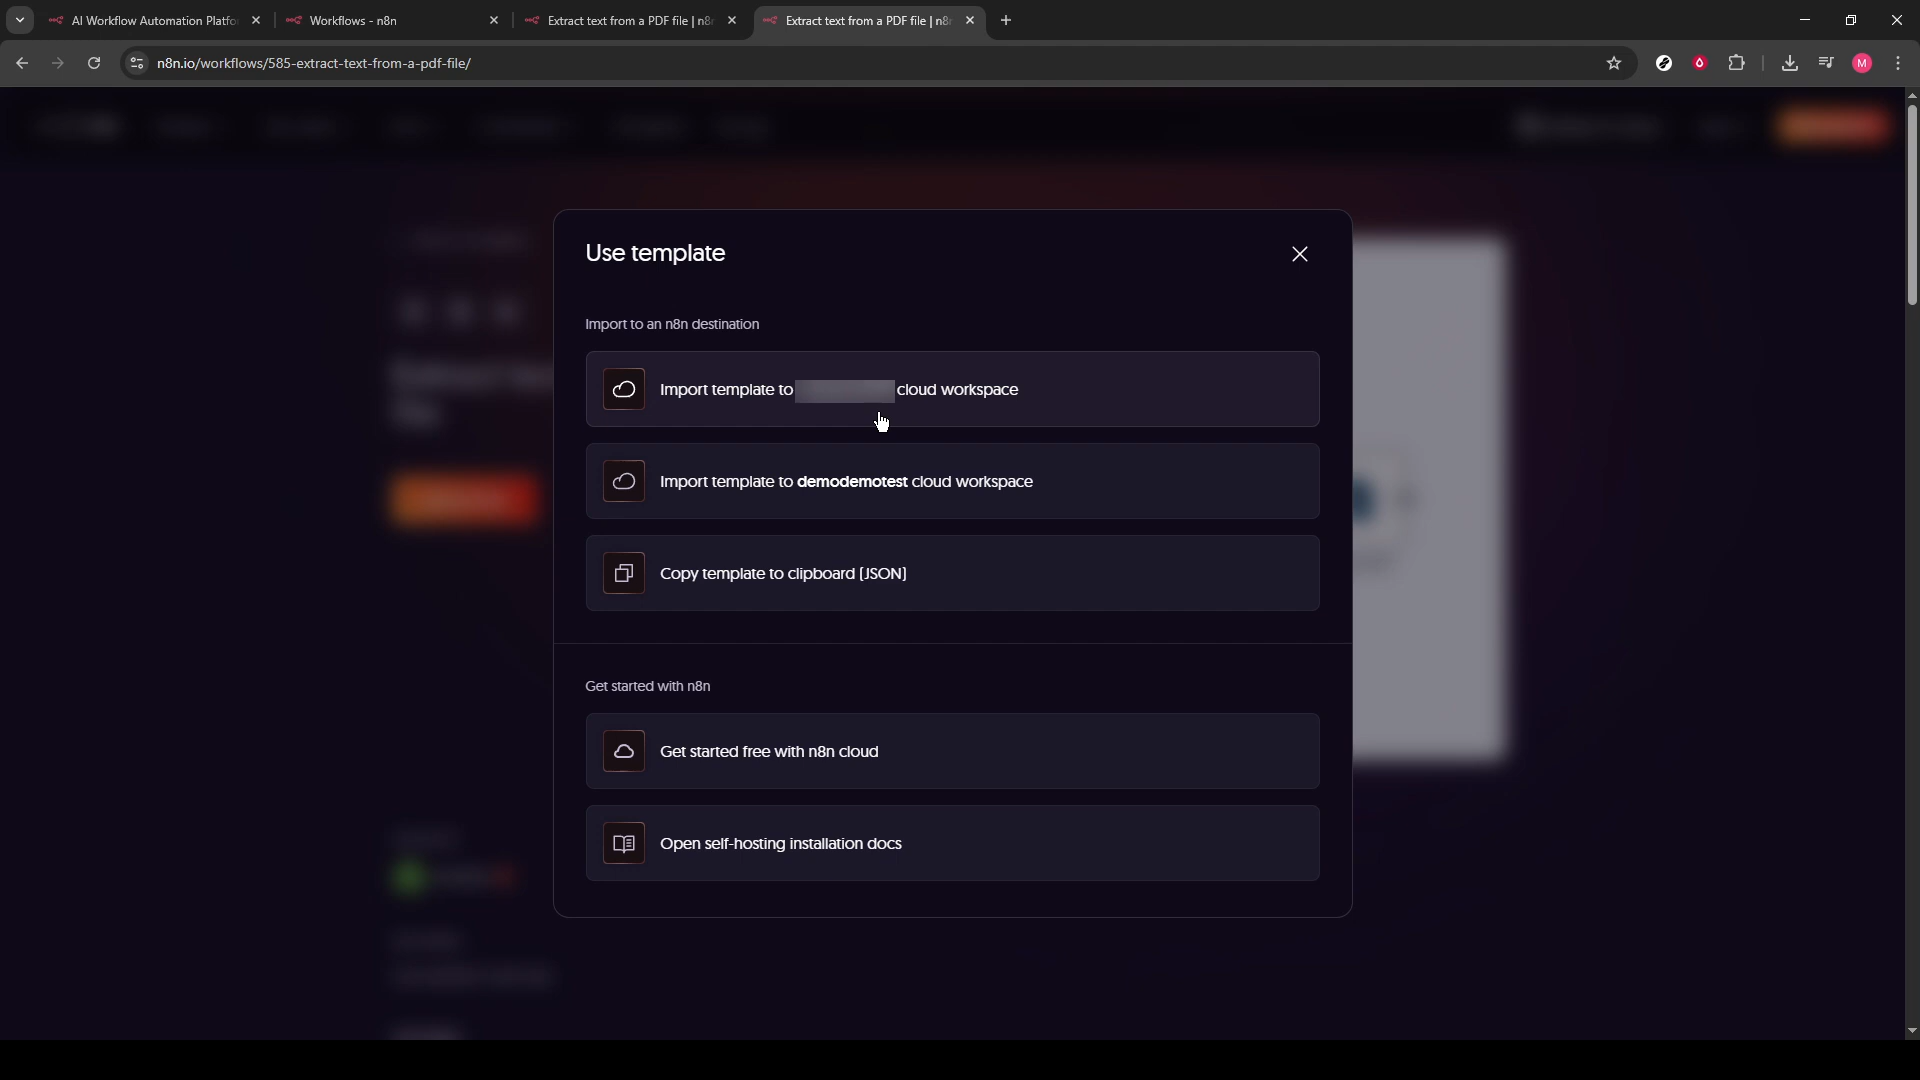 AI Workflow Automation Platfo
Workflows - n8n
Extract text from a PDF file | n8
Extract text from a PDF file | n8
n8n.io/workflows/585-extract-text-from-a-pdf-file/
M
Use template
Import to an n8n destination
Import template to cloud workspace
Import template to demodemotest cloud workspace
Copy template to clipboard (JSON)
Get started with n8n
Get started free with n8n cloud
Open self-hosting installation docs